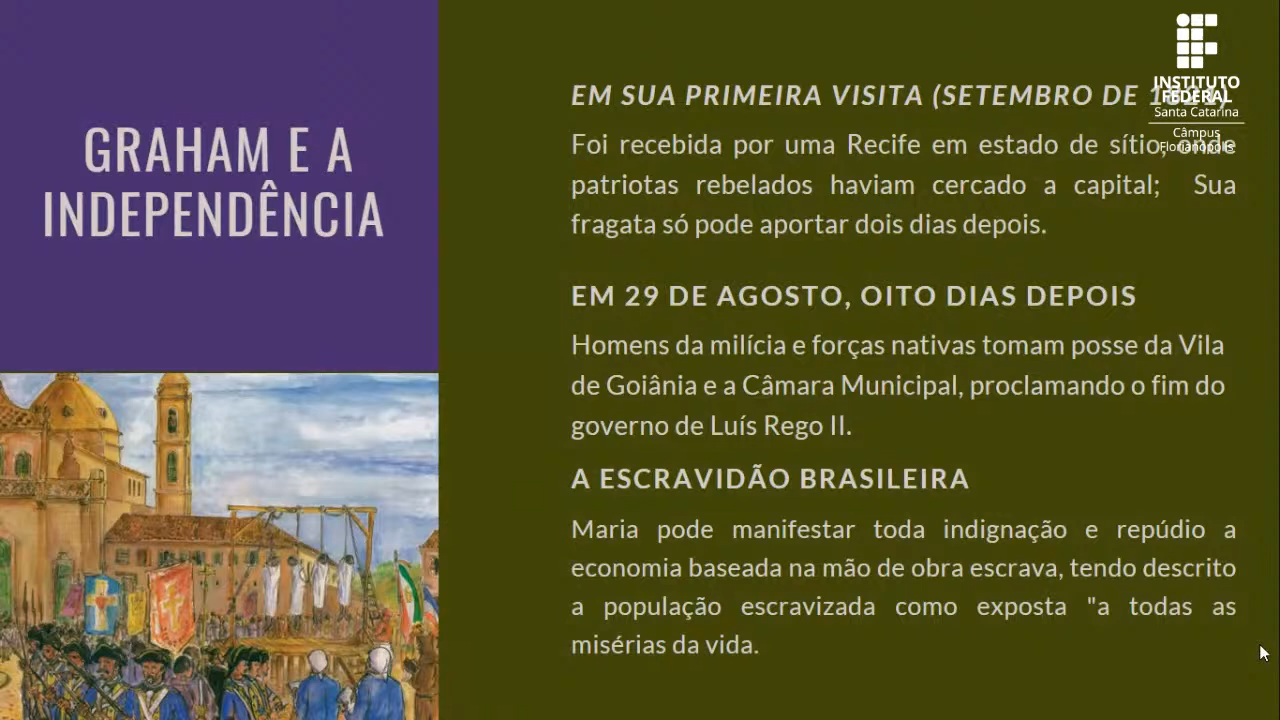 GRAHAM E A
INDEPENDÊNCIA
EM SUA PRIMEIRA VISITA (SETEMBRO DE
Foi recebida por uma Recife em estado de sítio, onde
patriotas rebelados haviam cercado a capital; Sua
fragata só pode aportar dois dias depois.
EM 29 DE AGOSTO, OITO DIAS DEPOIS
Homens da milícia e forças nativas tomam posse da Vila
de Goiânia e a Câmara Municipal, proclamando o fim do
governo de Luís Rego II.
A ESCRAVIDÃO BRASILEIRA
Maria pode manifestar toda indignação e repúdio a
economia baseada na mão de obra escrava, tendo descrito
a população escravizada como exposta "a todas as
misérias da vida.
INSTITUTO
FEDERAL
Santa Catarina
Câmpus
Florianópolis